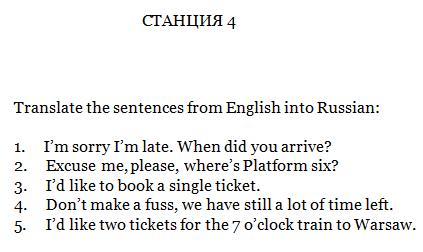 СТАНЦИЯ 4
Translate the sentences from English into Russian:
1. I'm sorry I'm late. When did you arrive?
2. Excuse me, please, where's Platform six?
3. I'd like to book a single ticket.
4. Don't make a fuss, we have still a lot of time left.
5. I'd like two tickets for the 7 o'clock train to Warsaw.